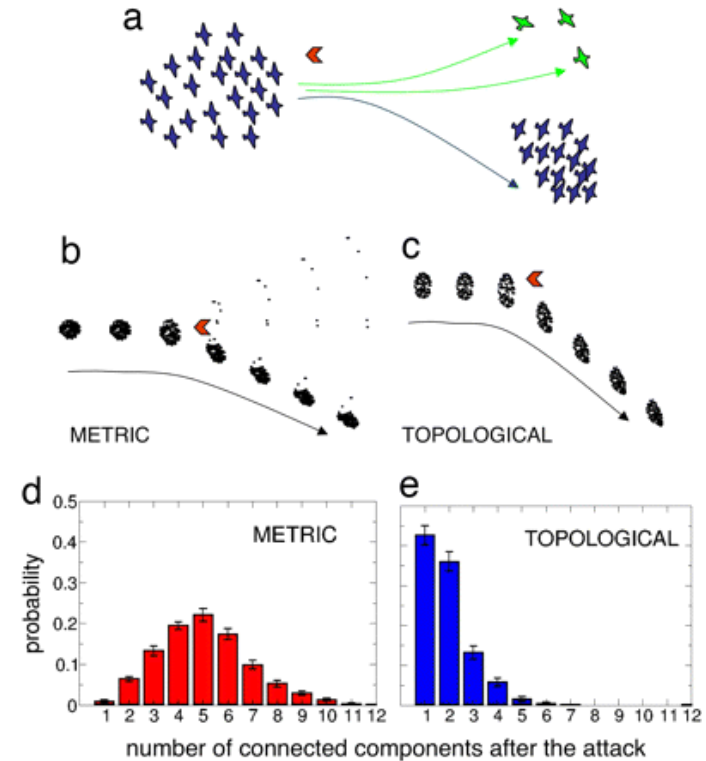 a
b
c
METRIC
TOPOLOGICAL
d
e
0.5
0.4
0.3
0.2
0.1
0
probability
METRIC
TOPOLOGICAL
1 2 3 4 5 6 7 8 9 10 11 12
1 2 3 4 5 6 7 8 9 10 11 12
number of connected components after the attack